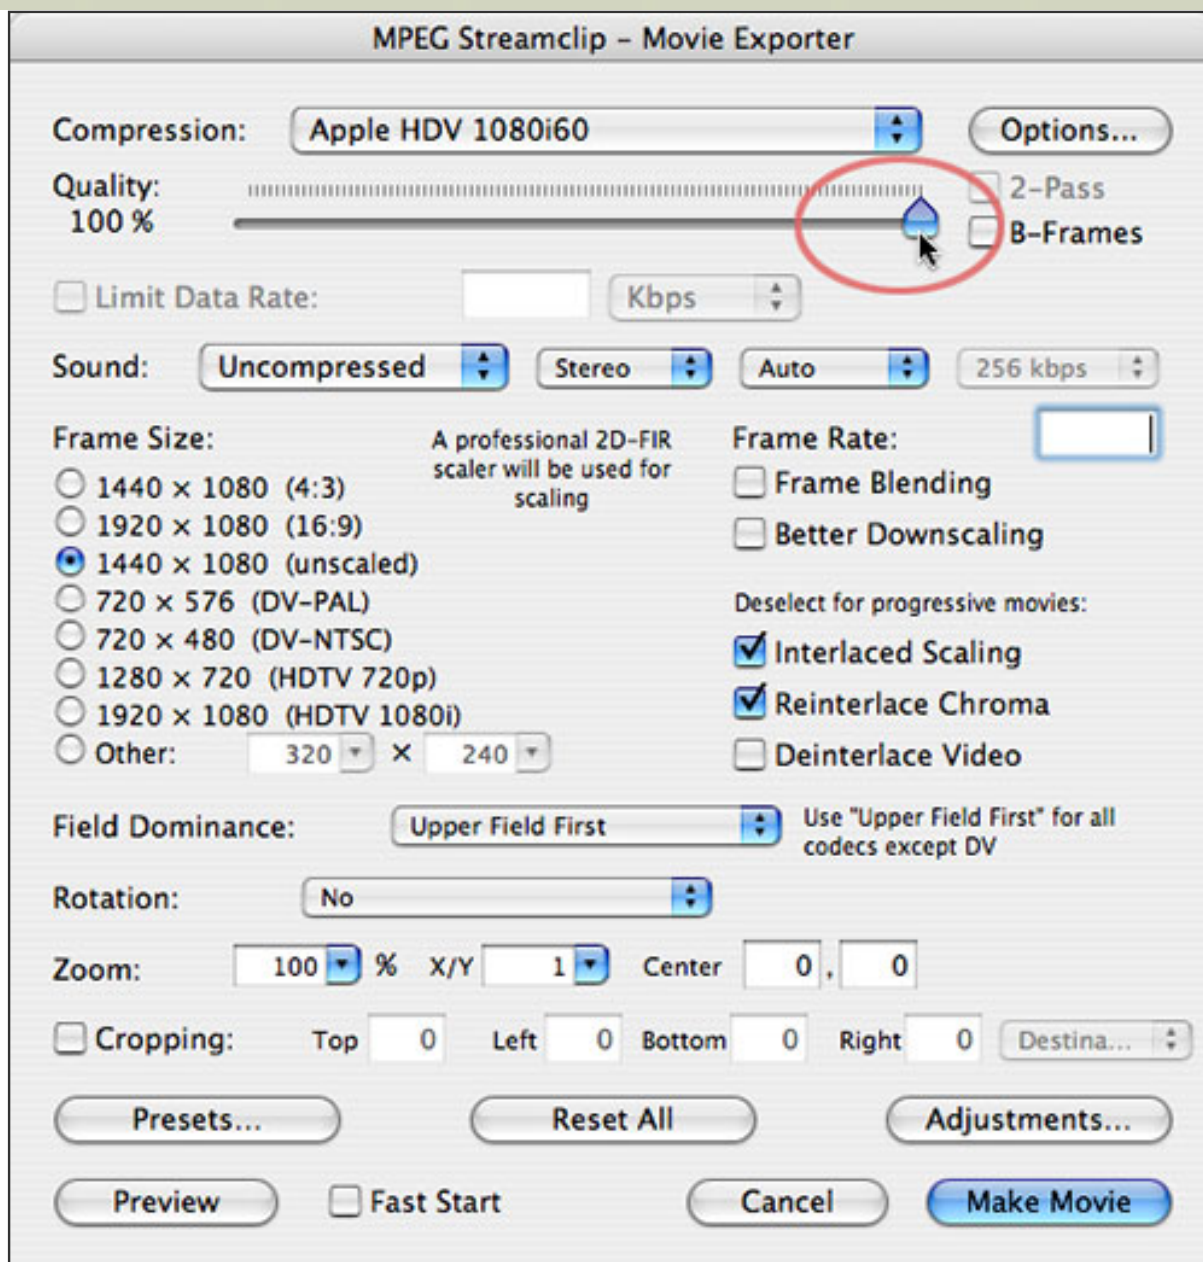 MPEG Streamclip – Movie Exporter
Compression: Apple HDV 1080i60 Options...
Quality:
100 %
2-Pass
B-Frames
Limit Data Rate: Kbps
Sound: Uncompressed Stereo Auto 256 kbps
Frame Size:
A professional 2D-FIR
scaler will be used for
scaling
1440 × 1080 (4:3)
1920 × 1080 (16:9)
1440 × 1080 (unscaled)
720 × 576 (DV-PAL)
720 × 480 (DV-NTSC)
1280 × 720 (HDTV 720p)
1920 × 1080 (HDTV 1080i)
Other: 320 × 240
Frame Rate:
Frame Blending
Better Downscaling
Deselect for progressive movies:
Interlaced Scaling
Reinterlace Chroma
Deinterlace Video
Field Dominance: Upper Field First
Use "Upper Field First" for all
codecs except DV
Rotation: No
Zoom: 100 % X/Y 1 Center 0 , 0
Cropping: Top 0 Left 0 Bottom 0 Right 0 Destina...
Presets... Reset All Adjustments...
Preview Fast Start Cancel Make Movie